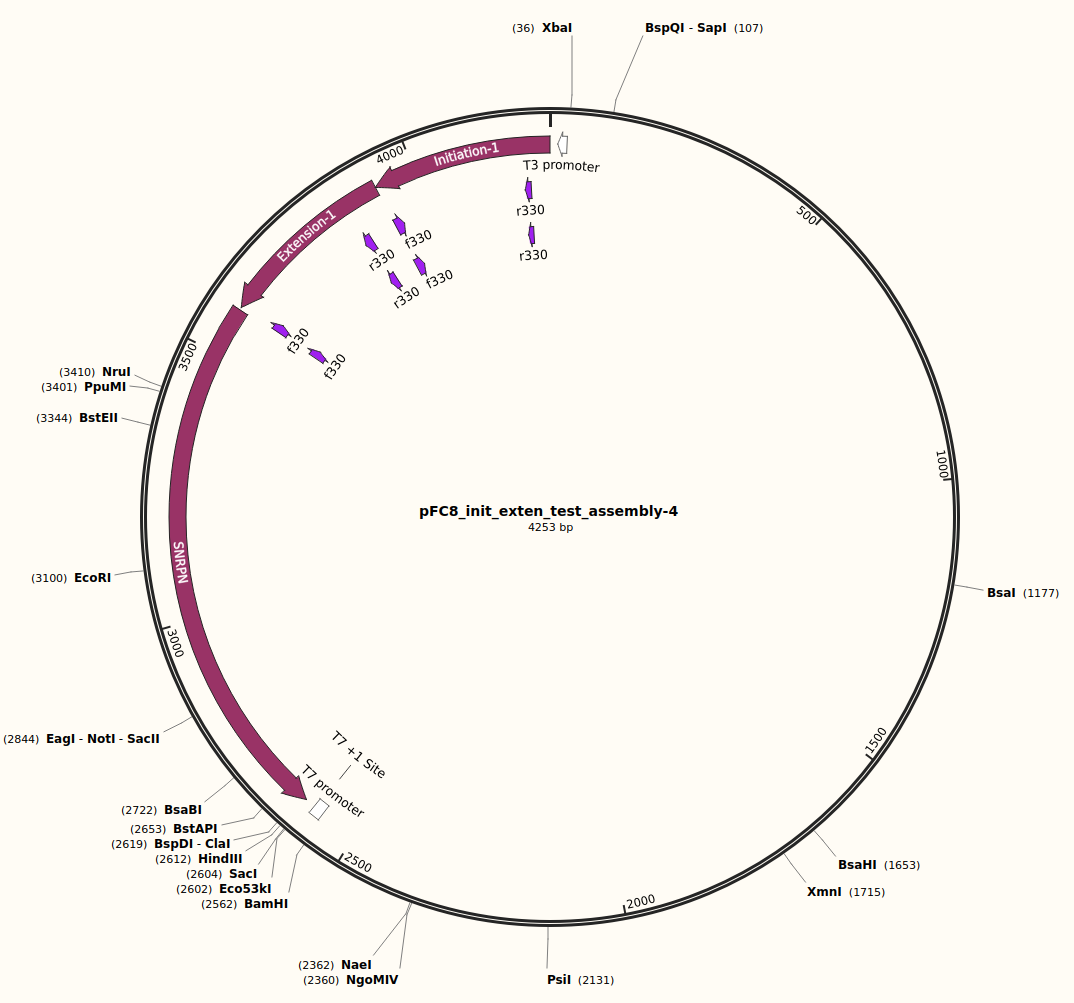 (36) XbaI
BspQI - SapI (107)
4000
Initiation-1
T3 promoter
r330
r330
500
Extension-1
f330
r330
f330
r330
f330
f330
3500
(3410) NruI
(3401) PpuMI
(3344) BstEII
1000
pFC8_init_exten_test_assembly-4
4253 bp
SNRPN
(3100) EcoRI
BsaI (1177)
3000
(2844) EagI - NotI - SacII
T7 +1 Site
T7 promoter
1500
(2722) BsaBI
(2653) BstAPI
(2619) BspDI - ClaI
(2612) HindIII
(2604) SacI
(2602) Eco53kI
(2562) BamHI
2500
BsaHI (1653)
XmnI (1715)
2000
(2362) NaeI
(2360) NgoMIV
PsiI (2131)